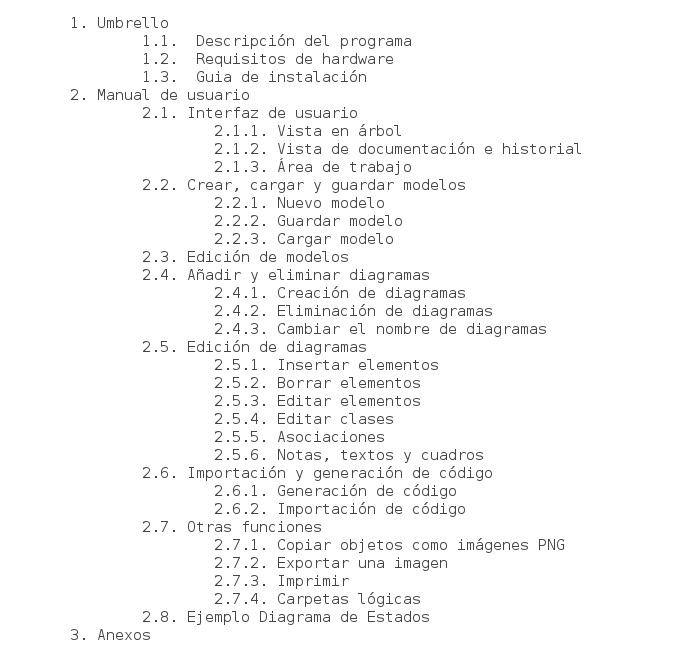 1. Umbrello
1.1. Descripción del programa
1.2. Requisitos de hardware
1.3. Guia de instalación
2. Manual de usuario
2.1. Interfaz de usuario
2.1.1. Vista en árbol
2.1.2. Vista de documentación e historial
2.1.3. Área de trabajo
2.2. Crear, cargar y guardar modelos
2.2.1. Nuevo modelo
2.2.2. Guardar modelo
2.2.3. Cargar modelo
2.3. Edición de modelos
2.4. Añadir y eliminar diagramas
2.4.1. Creación de diagramas
2.4.2. Eliminación de diagramas
2.4.3. Cambiar el nombre de diagramas
2.5. Edición de diagramas
2.5.1. Insertar elementos
2.5.2. Borrar elementos
2.5.3. Editar elementos
2.5.4. Editar clases
2.5.5. Asociaciones
2.5.6. Notas, textos y cuadros
2.6. Importación y generación de código
2.6.1. Generación de código
2.6.2. Importación de código
2.7. Otras funciones
2.7.1. Copiar objetos como imágenes PNG
2.7.2. Exportar una imagen
2.7.3. Imprimir
2.7.4. Carpetas lógicas
2.8. Ejemplo Diagrama de Estados
3. Anexos